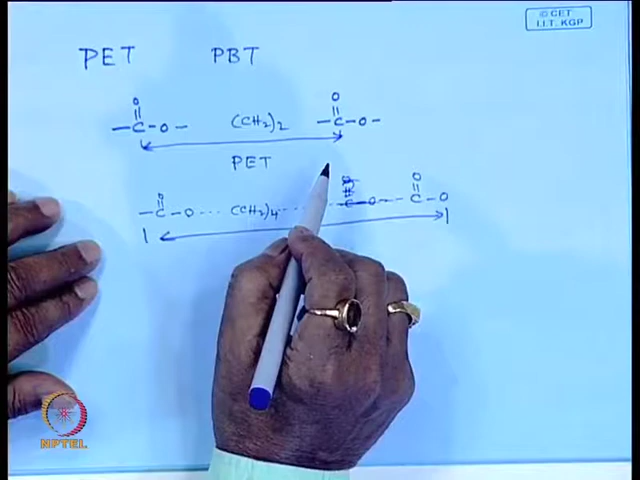 © CET
I.I.T. KGP
PET PBT
O O
‖ ‖
— C — O — (CH₂)₂ — C — O —
PET
O O
‖ ‖
— C — O ···· (CH₂)₄ ···· — C — O
NPTEL